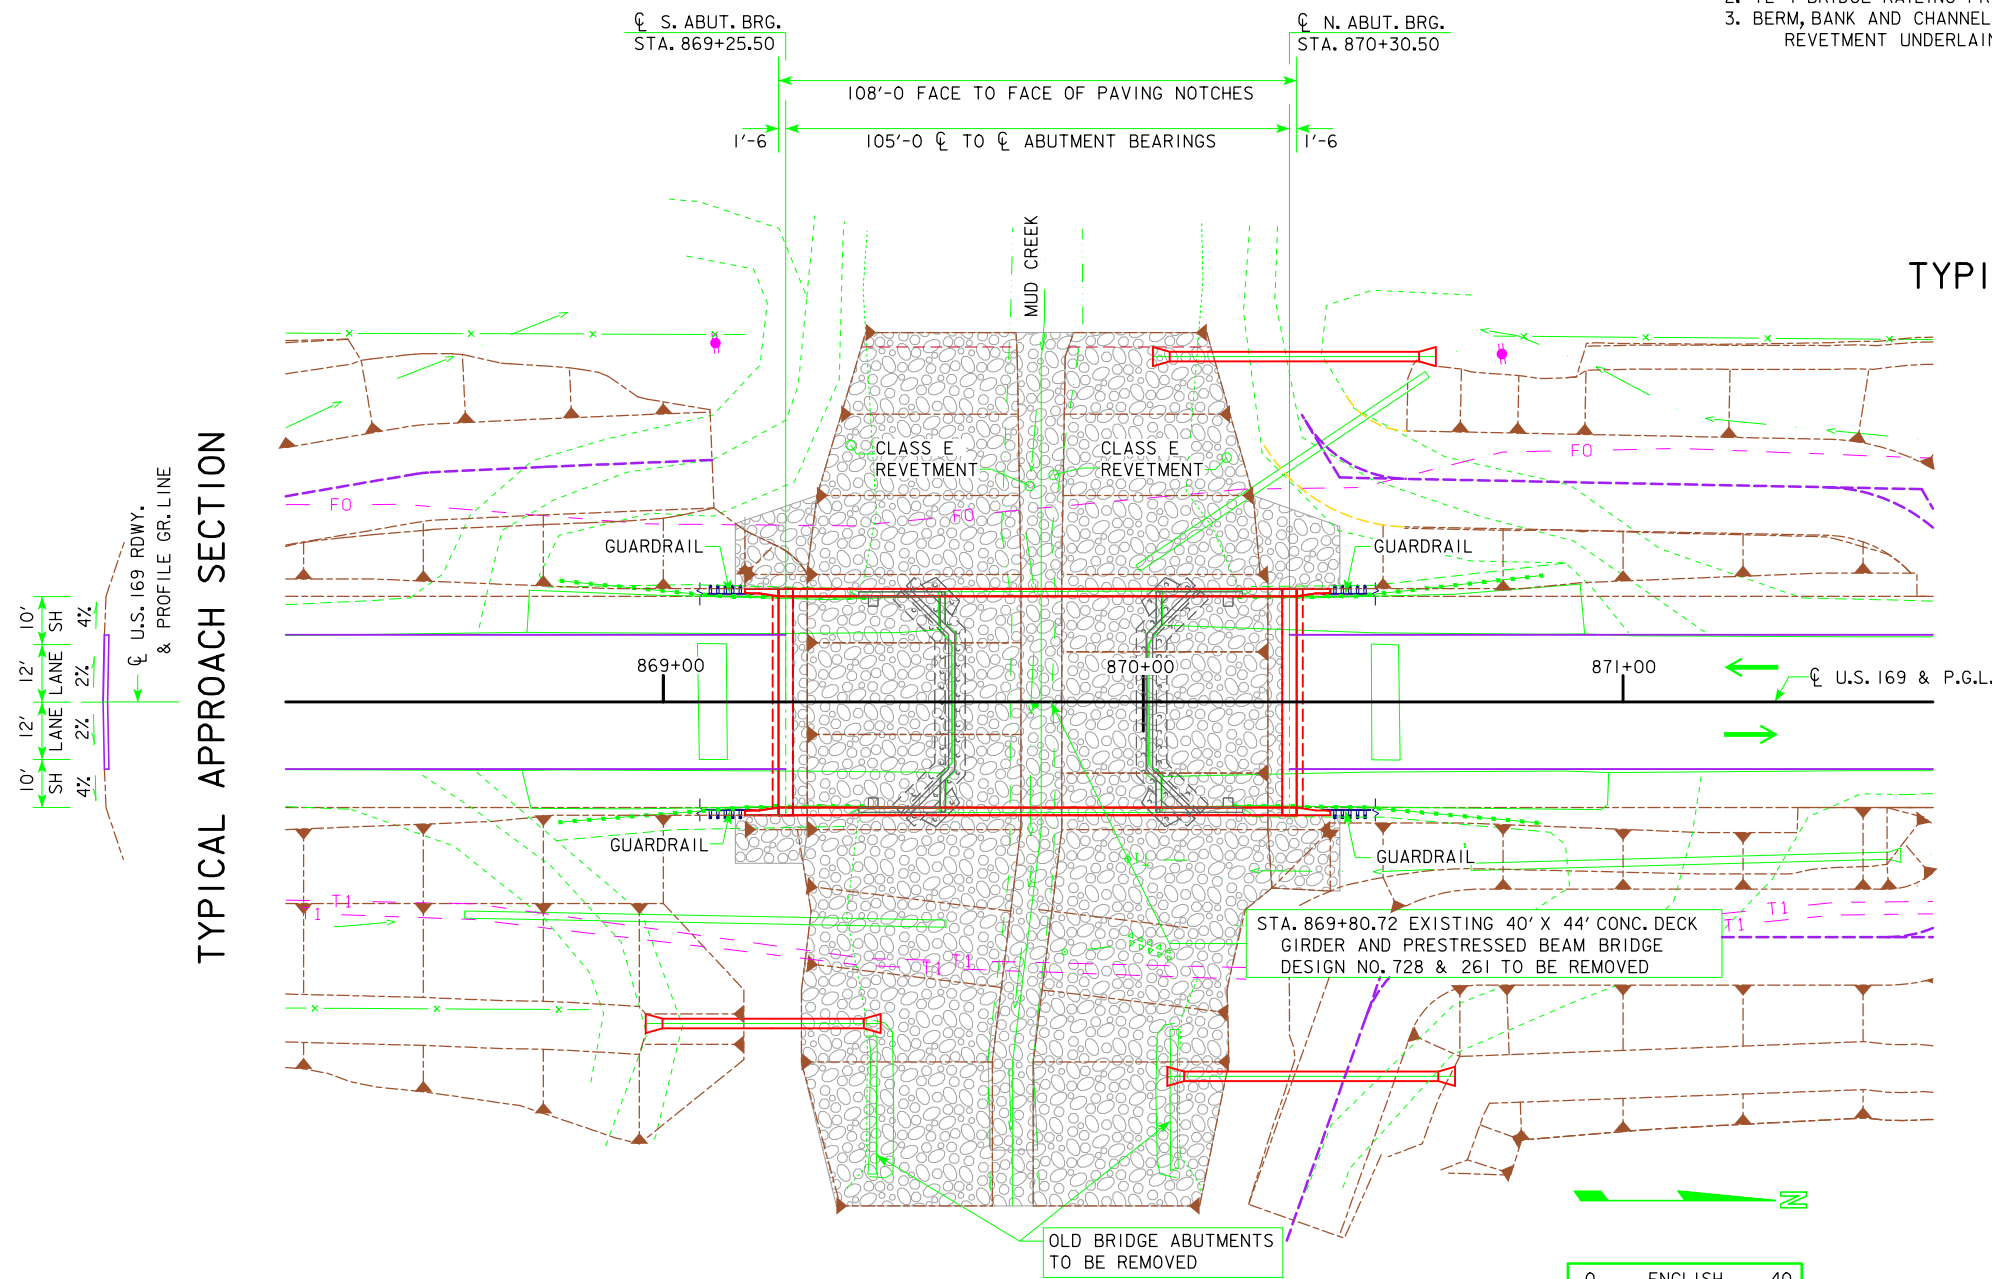 ℄ S. ABUT. BRG.
STA. 869+25.50
℄ N. ABUT. BRG.
STA. 870+30.50
3. BERM, BANK AND CHANNEL
REVETMENT UNDERLAIN
108'-0 FACE TO FACE OF PAVING NOTCHES
1'-6
105'-0 ℄ TO ℄ ABUTMENT BEARINGS
1'-6
MUD CREEK
TYPI
CLASS E
REVETMENT
CLASS E
REVETMENT
FO
FO
FO
GUARDRAIL
GUARDRAIL
TYPICAL APPROACH SECTION
℄ U.S. 169 RDWY.
& PROFILE GR. LINE
10'
SH
4%
12'
LANE
2%
12'
LANE
2%
10'
SH
4%
869+00
870+00
871+00
℄ U.S. 169 & P.G.L.
GUARDRAIL
GUARDRAIL
T1
1
T1
T1
T1
T1
STA. 869+80.72 EXISTING 40' X 44' CONC. DECK
GIRDER AND PRESTRESSED BEAM BRIDGE
DESIGN NO. 728 & 261 TO BE REMOVED
OLD BRIDGE ABUTMENTS
TO BE REMOVED
N
0 ENGLISH 40